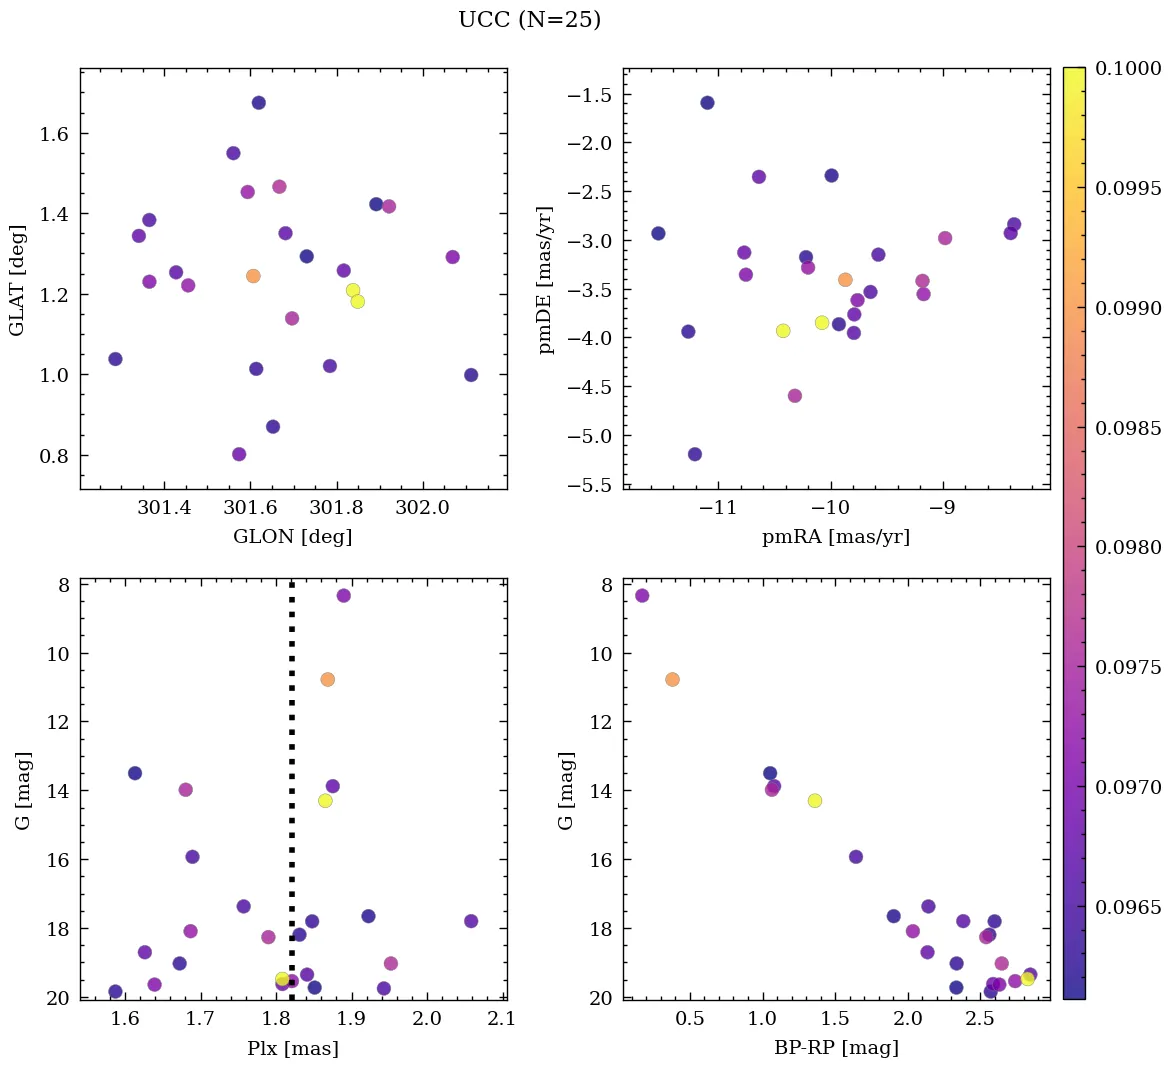 UCC (N=25)
1.6
1.4
1.2
1.0
0.8
GLAT [deg]
301.4 301.6 301.8 302.0
GLON [deg]
−1.5
−2.0
−2.5
−3.0
−3.5
−4.0
−4.5
−5.0
−5.5
pmDE [mas/yr]
−11 −10 −9
pmRA [mas/yr]
8
10
12
14
16
18
20
G [mag]
1.6 1.7 1.8 1.9 2.0 2.1
Plx [mas]
8
10
12
14
16
18
20
G [mag]
0.5 1.0 1.5 2.0 2.5
BP-RP [mag]
0.1000
0.0995
0.0990
0.0985
0.0980
0.0975
0.0970
0.0965